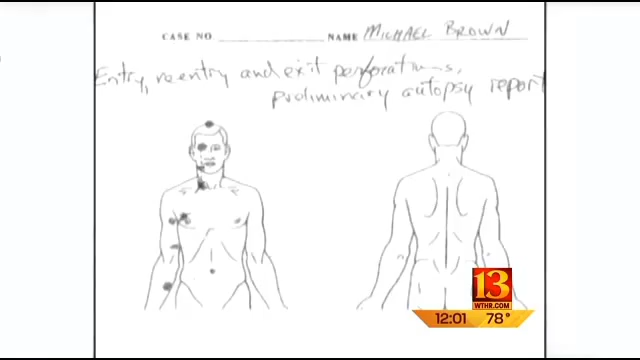 CASE NO. NAME MICHAEL BROWN
Entry, reentry and exit perforations,
preliminary autopsy report
13
WTHR.COM
12:01 78°